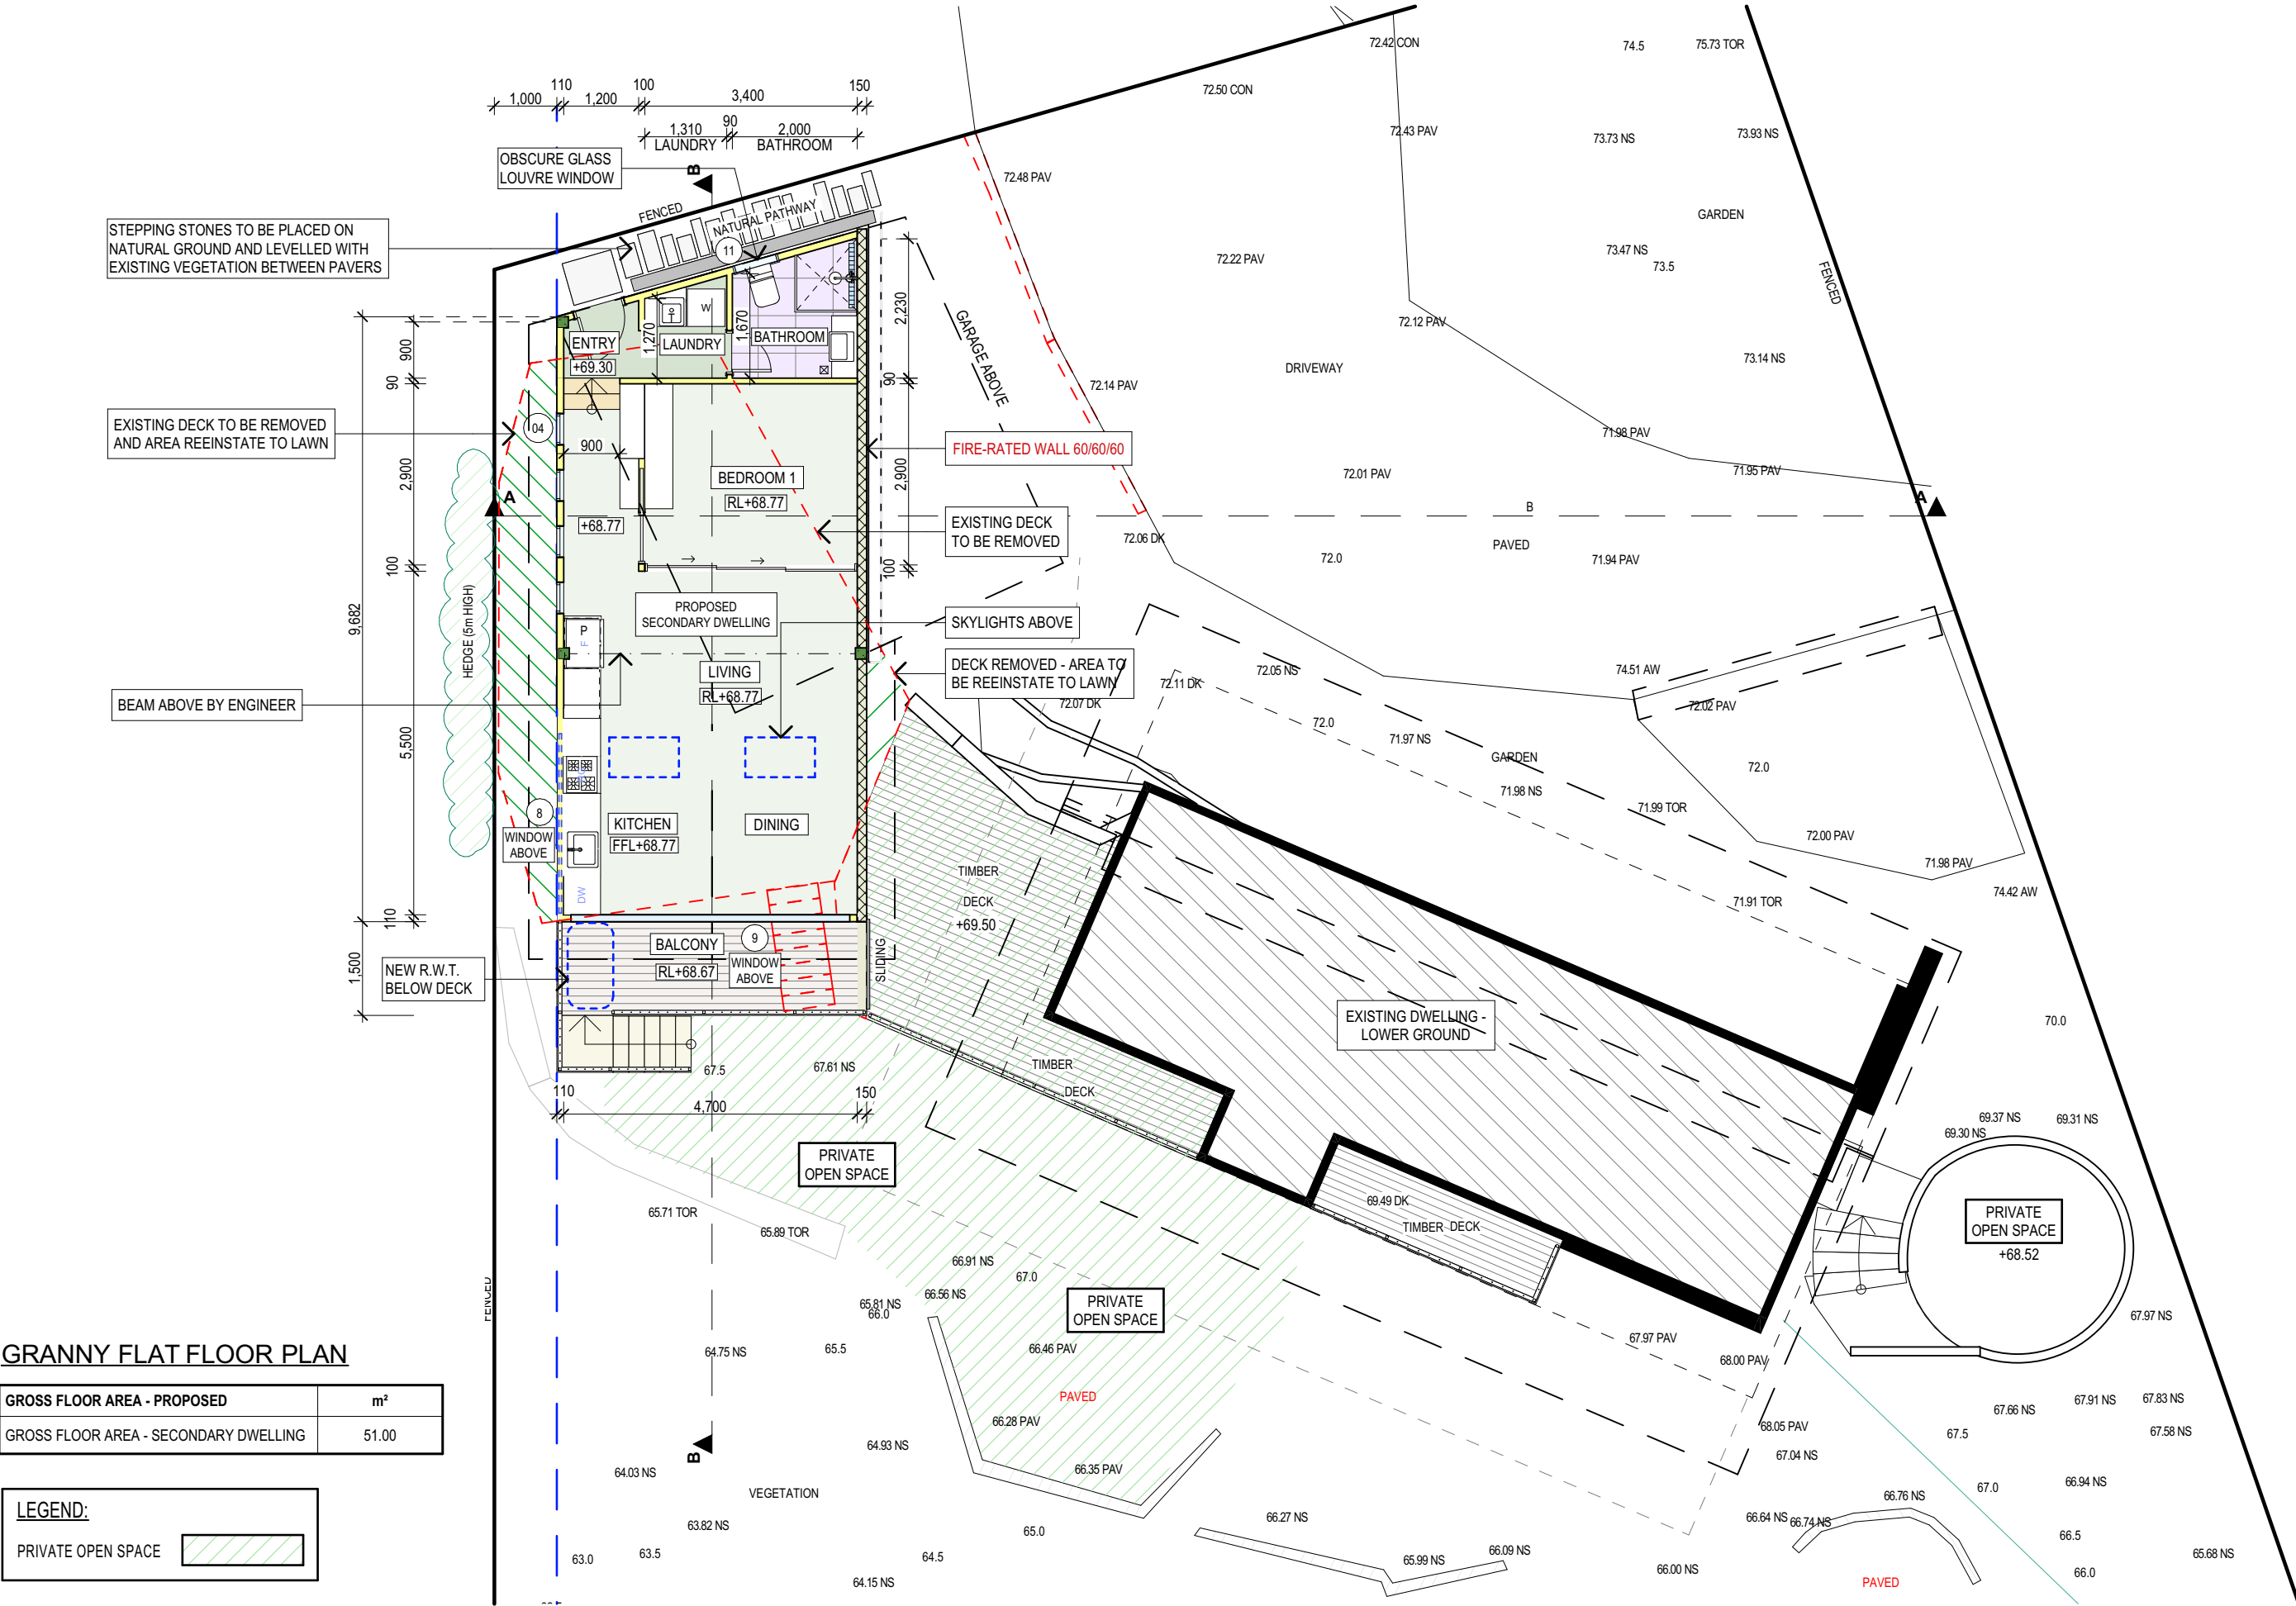 72.42 CON
74.5
75.73 TOR
110
100
150
1,000
1,200
3,400
72.50 CON
90
1,310
2,000
LAUNDRY
BATHROOM
72.43 PAV
73.73 NS
73.93 NS
OBSCURE GLASS
LOUVRE WINDOW
B
72.48 PAV
FENCED
NATURAL PATHWAY
GARDEN
STEPPING STONES TO BE PLACED ON
NATURAL GROUND AND LEVELLED WITH
EXISTING VEGETATION BETWEEN PAVERS
11
72.22 PAV
73.47 NS
73.5
FENCED
W
2,230
900
1,270
1,670
ENTRY
+69.30
LAUNDRY
BATHROOM
GARAGE ABOVE
72.12 PAV
73.14 NS
DRIVEWAY
90
90
72.14 PAV
EXISTING DECK TO BE REMOVED
AND AREA REEINSTATE TO LAWN
04
900
FIRE-RATED WALL 60/60/60
71.98 PAV
2,900
2,900
BEDROOM 1
RL+68.77
72.01 PAV
71.95 PAV
A
A
B
+68.77
EXISTING DECK
TO BE REMOVED
72.06 DK
PAVED
72.0
71.94 PAV
100
100
HEDGE (5m HIGH)
9,682
PROPOSED
SECONDARY DWELLING
SKYLIGHTS ABOVE
P
F
LIVING
RL+68.77
DECK REMOVED - AREA TO
BE REEINSTATE TO LAWN
72.11 DK
72.05 NS
74.51 AW
72.07 DK
72.02 PAV
BEAM ABOVE BY ENGINEER
72.0
71.97 NS
5,500
GARDEN
72.0
71.98 NS
71.99 TOR
8
WINDOW
ABOVE
KITCHEN
FFL+68.77
DINING
72.00 PAV
71.98 PAV
TIMBER
DECK
+69.50
DW
74.42 AW
71.91 TOR
110
BALCONY
RL+68.67
9
WINDOW
ABOVE
SLIDING
1,500
NEW R.W.T.
BELOW DECK
EXISTING DWELLING -
LOWER GROUND
70.0
67.5
67.61 NS
TIMBER
DECK
110
4,700
150
69.37 NS
69.31 NS
69.30 NS
PRIVATE
OPEN SPACE
69.49 DK
TIMBER DECK
PRIVATE
OPEN SPACE
+68.52
65.71 TOR
65.89 TOR
66.91 NS
67.0
66.56 NS
65.81 NS
66.0
PRIVATE
OPEN SPACE
67.97 NS
FENCED
GRANNY FLAT FLOOR PLAN
64.75 NS
65.5
66.46 PAV
67.97 PAV
68.00 PAV
GROSS FLOOR AREA - PROPOSED m²
GROSS FLOOR AREA - SECONDARY DWELLING 51.00
PAVED
66.28 PAV
67.66 NS
67.91 NS
67.83 NS
68.05 PAV
67.5
67.58 NS
B
64.93 NS
67.04 NS
64.03 NS
66.35 PAV
67.0
66.94 NS
VEGETATION
LEGEND:
PRIVATE OPEN SPACE
63.82 NS
65.0
66.27 NS
66.64 NS
66.74 NS
66.76 NS
66.5
63.0
63.5
64.5
65.99 NS
66.09 NS
66.00 NS
65.68 NS
66.0
64.15 NS
PAVED